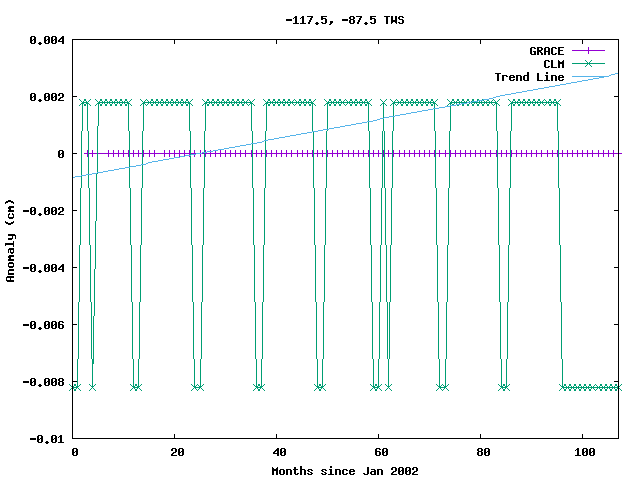 -117.5, -87.5 TWS
GRACE
CLM
Trend Line
0.004
0.002
0
-0.002
-0.004
-0.006
-0.008
-0.01
Anomaly (cm)
0 20 40 60 80 100
Months since Jan 2002